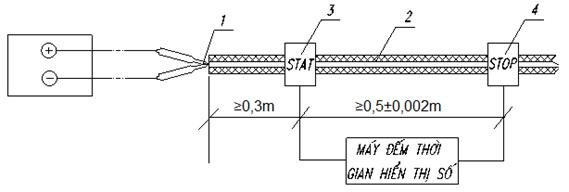 1 3 2 4
+
−
STAT STOP
≥0,3m ≥0,5±0,002m
MÁY ĐẾM THỜI
GIAN HIỂN THỊ SỐ